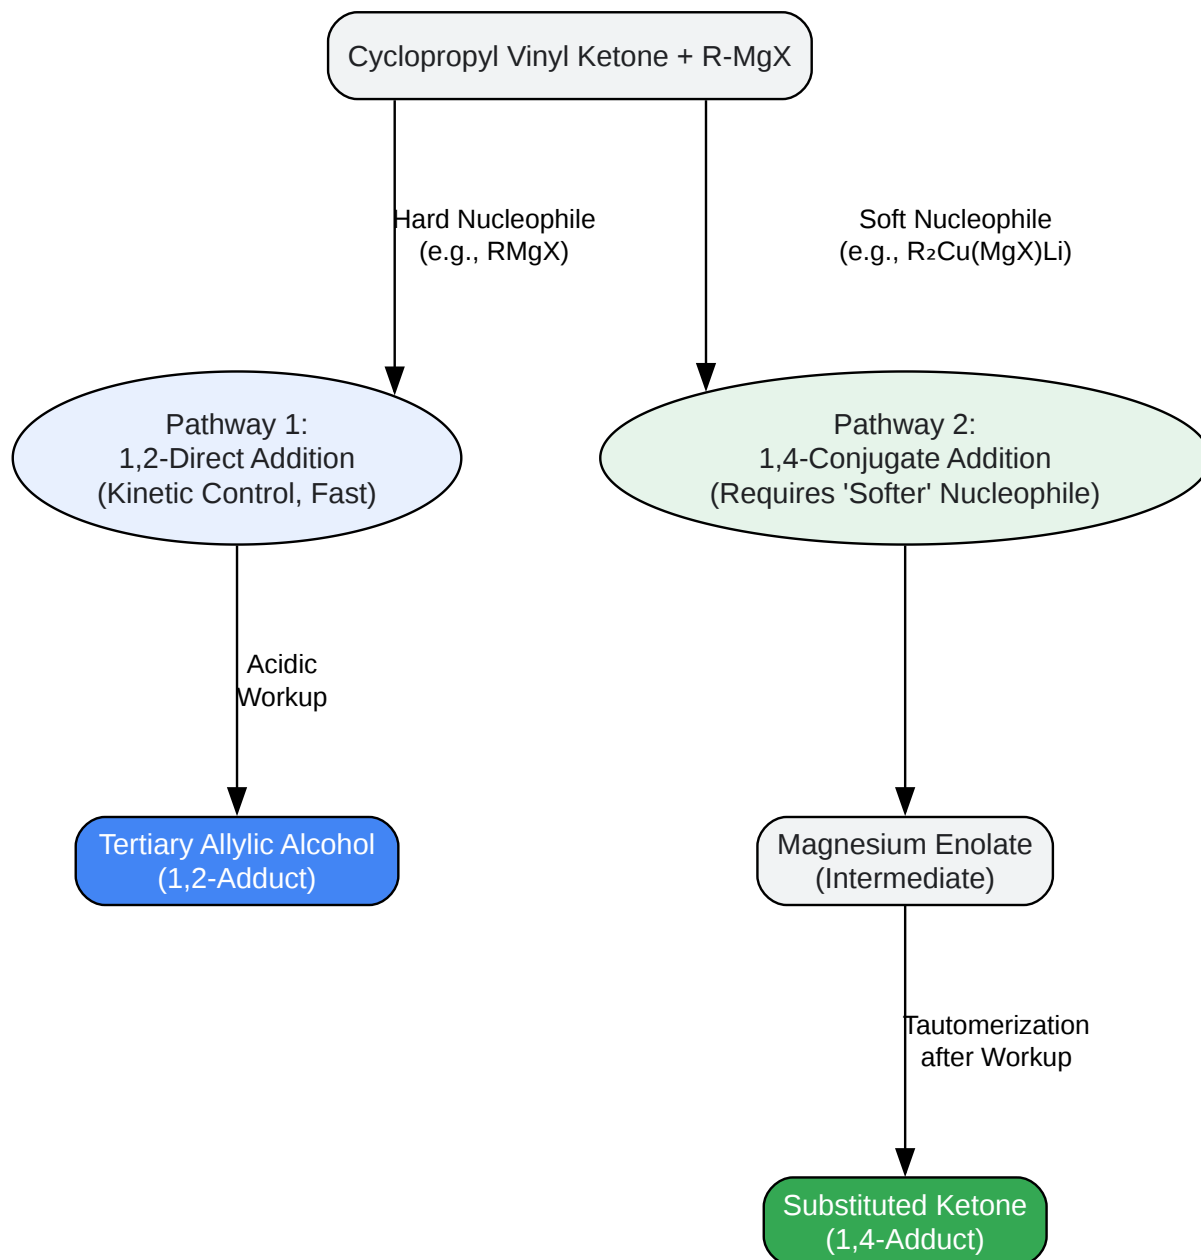 Cyclopropyl Vinyl Ketone + R-MgX
Hard Nucleophile
(e.g., RMgX)
Soft Nucleophile
(e.g., R₂Cu(MgX)Li)
Pathway 1:
1,2-Direct Addition
(Kinetic Control, Fast)
Pathway 2:
1,4-Conjugate Addition
(Requires 'Softer' Nucleophile)
Acidic
Workup
Tertiary Allylic Alcohol
(1,2-Adduct)
Magnesium Enolate
(Intermediate)
Tautomerization
after Workup
Substituted Ketone
(1,4-Adduct)